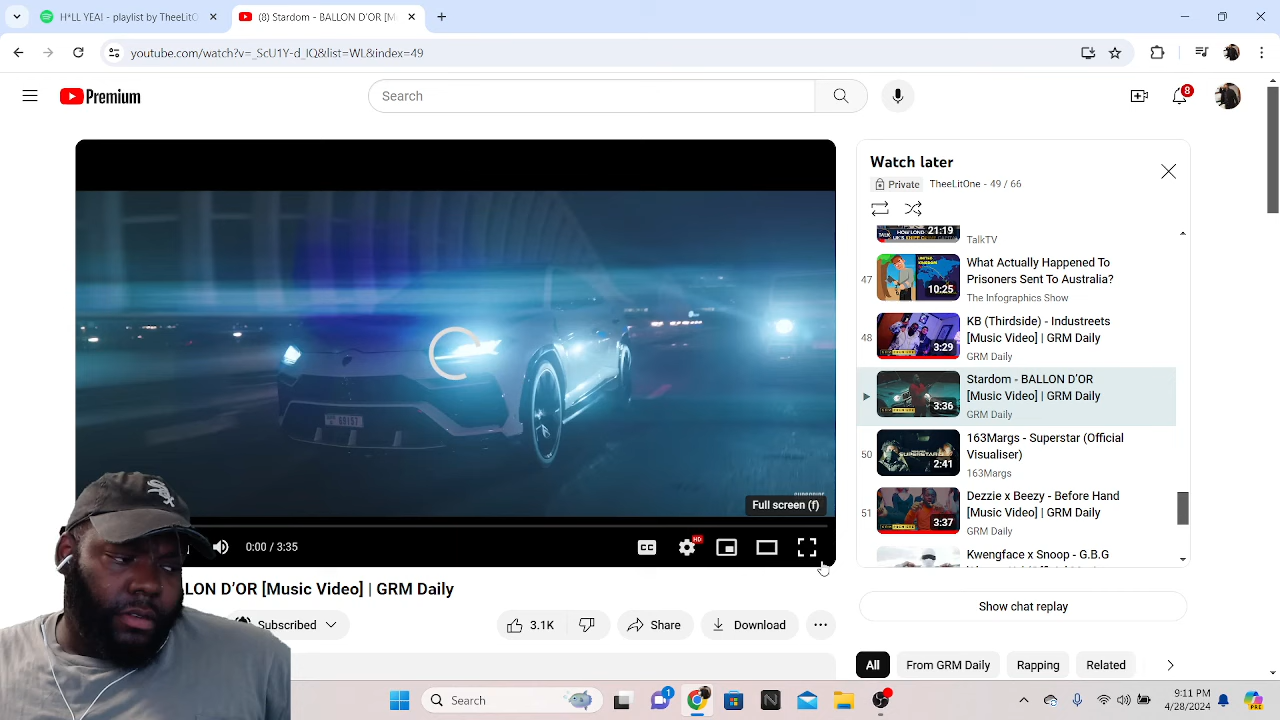 H*LL YEAH - playlist by TheeLitO
(8) Stardom - BALLON D'OR [M
youtube.com/watch?v=_ScU1Y-d_IQ&list=WL&index=49
Premium
Search
8
Watch later
Private
TheeLitOne - 49 / 66
21:19
TalkTV
47
What Actually Happened To
Prisoners Sent To Australia?
10:25
The Infographics Show
48
KB (Thirdside) - Industreets
[Music Video] | GRM Daily
3:29
GRM Daily
Stardom - BALLON D'OR
[Music Video] | GRM Daily
3:36
GRM Daily
50
163Margs - Superstar (Official
Visualiser)
2:41
163Margs
51
Dezzie x Beezy - Before Hand
[Music Video] | GRM Daily
3:37
GRM Daily
Kwengface x Snoop - G.B.G
Full screen (f)
0:00 / 3:35
CC
HD
LON D'OR [Music Video] | GRM Daily
Subscribed
3.1K
Share
Download
Show chat replay
All
From GRM Daily
Rapping
Related
Search
1
9:11 PM
4/28/2024
PRE